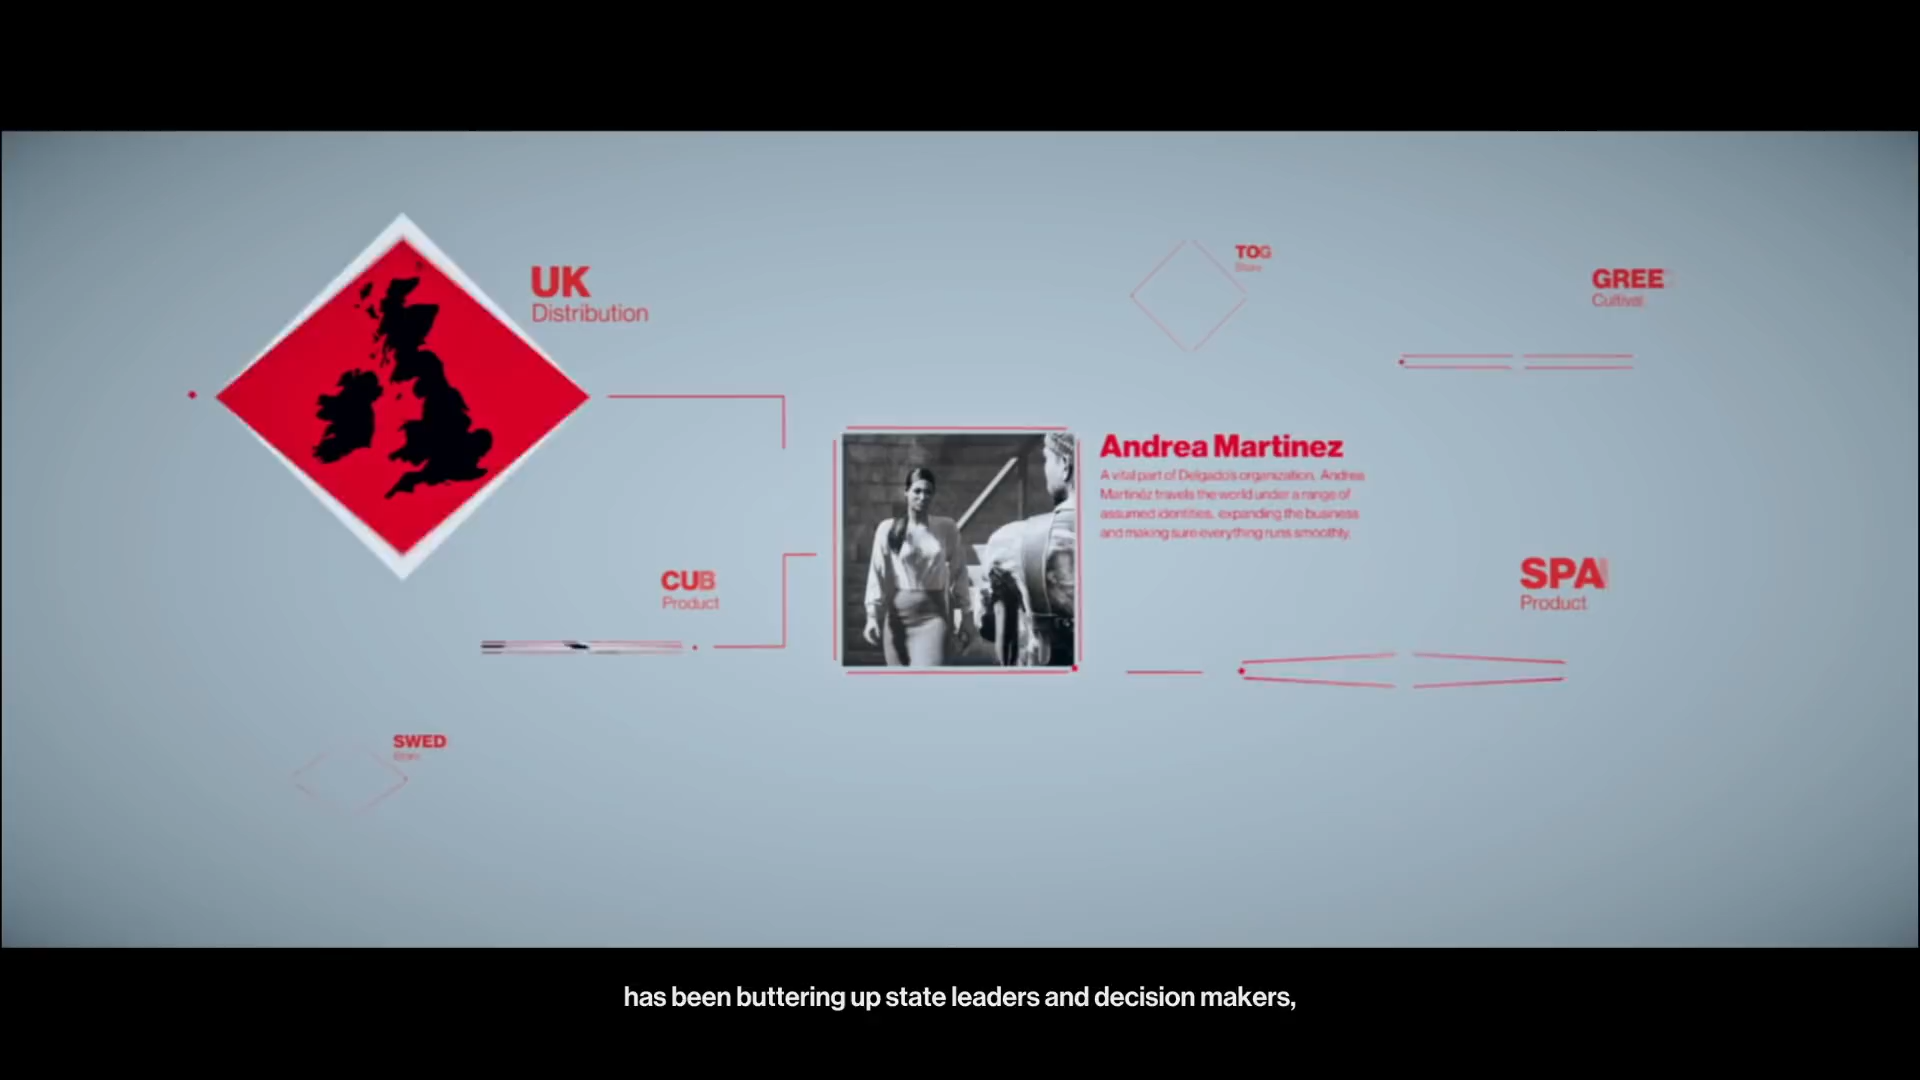 UK
Distribution
TOG
GREE
Cultivat
Andrea Martinez
A vital part of Delgado's organization, Andrea
Martinez travels the world under a range of
assumed identities, expanding the business
and making sure everything runs smoothly.
CUB
Product
SPA
Product
SWED
has been buttering up state leaders and decision makers,